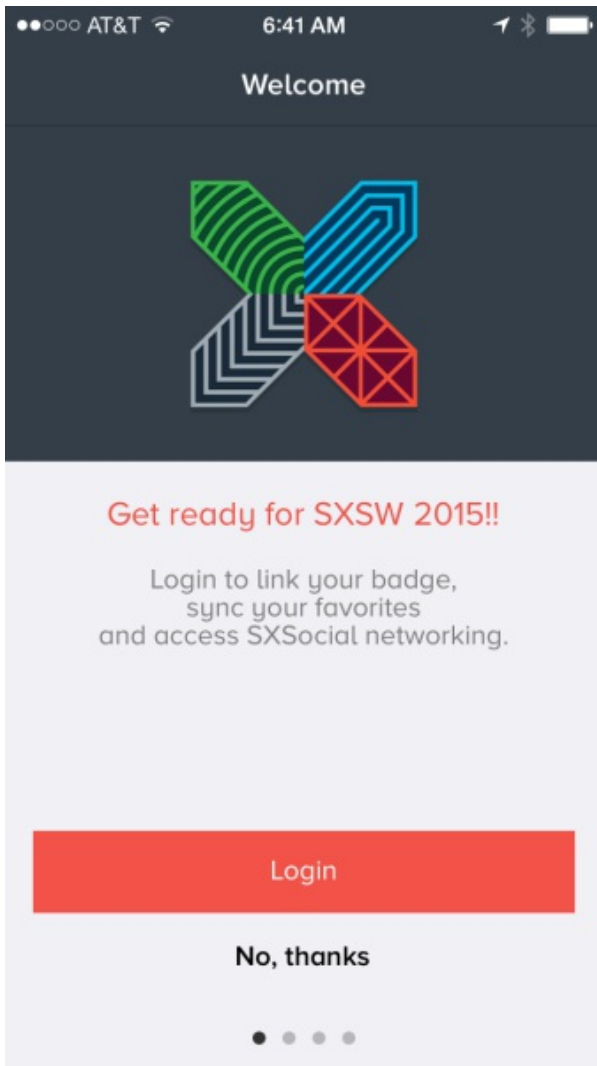 AT&T 6:41 AM
Welcome
Get ready for SXSW 2015!!
Login to link your badge,
sync your favorites
and access SXSocial networking.
Login
No, thanks